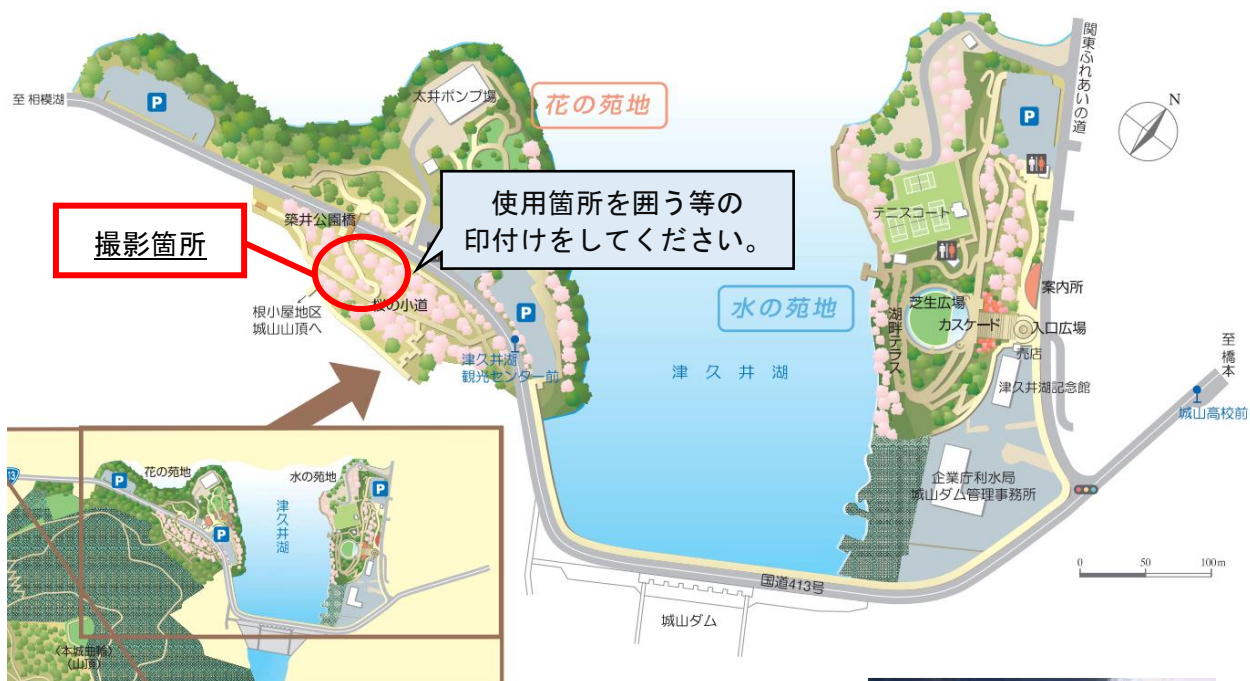 至 相模湖
P
太井ポンプ場
花の苑地
関東ふれあいの道
N
P
築井公園橋
使用箇所を囲う等の
印付けをしてください。
撮影箇所
テニスコート
根小屋地区
城山山頂へ
桜の小道
P
津久井湖
観光センター前
水の苑地
津久井湖
湖畔テラス
芝生広場
カスケード
案内所
入口広場
売店
津久井湖記念館
至橋本
城山高校前
企業庁利水局
城山ダム管理事務所
0 50 100m
国道413号
城山ダム
13
P
花の苑地
水の苑地
P
津久井湖
P
〈本城曲輪〉
(山頂)